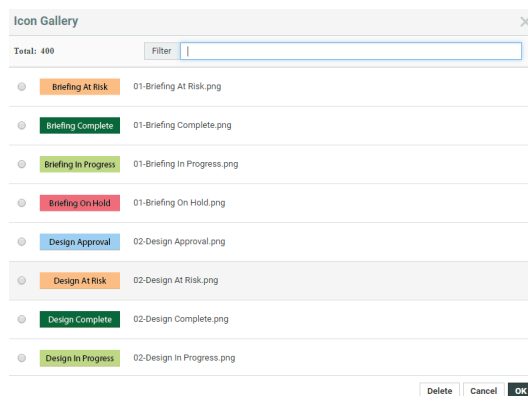 Icon Gallery
Total: 400 Filter
Briefing At Risk 01-Briefing At Risk.png
Briefing Complete 01-Briefing Complete.png
Briefing In Progress 01-Briefing In Progress.png
Briefing On Hold 01-Briefing On Hold.png
Design Approval 02-Design Approval.png
Design At Risk 02-Design At Risk.png
Design Complete 02-Design Complete.png
Design In Progress 02-Design In Progress.png
Delete Cancel OK